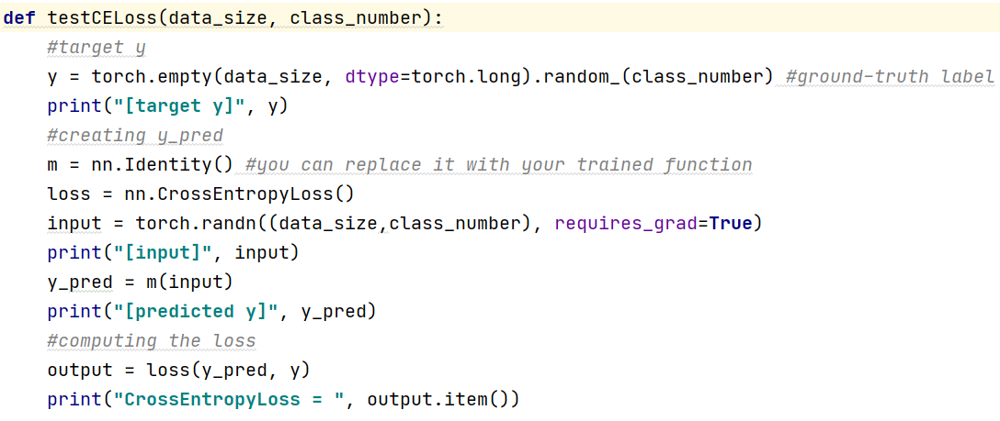 def testCELoss(data_size, class_number):
    #target y
    y = torch.empty(data_size, dtype=torch.long).random_(class_number) #ground-truth label
    print("[target y]", y)
    #creating y_pred
    m = nn.Identity() #you can replace it with your trained function
    loss = nn.CrossEntropyLoss()
    input = torch.randn((data_size,class_number), requires_grad=True)
    print("[input]", input)
    y_pred = m(input)
    print("[predicted y]", y_pred)
    #computing the loss
    output = loss(y_pred, y)
    print("CrossEntropyLoss = ", output.item())